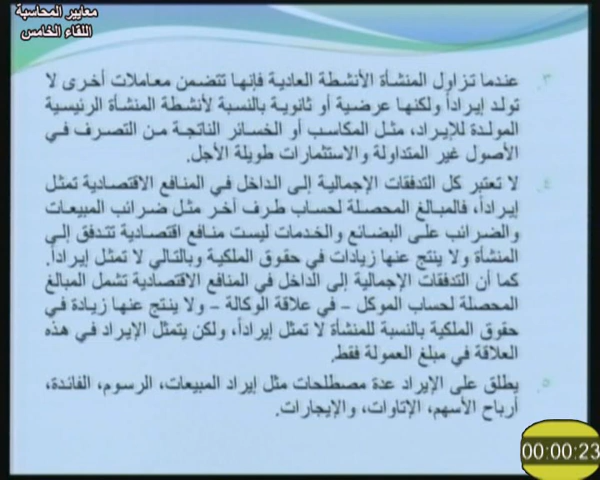 معايير المحاسبة
اللقاء الخامس
٣. عندما تزاول المنشأة الأنشطة العادية فإنها تتضمن معاملات أخرى لا
تولد إيراداً ولكنها عرضية أو ثانوية بالنسبة لأنشطة المنشأة الرئيسية
المولدة للإيراد، مثل المكاسب أو الخسائر الناتجة من التصرف في
الأصول غير المتداولة والاستثمارات طويلة الأجل.
٤. لا تعتبر كل التدفقات الإجمالية إلى الداخل في المنافع الاقتصادية تمثل
إيراداً، فالمبالغ المحصلة لحساب طرف أخر مثل ضرائب المبيعات
والضرائب على البضائع والخدمات ليست منافع اقتصادية تتدفق إلى
المنشأة ولا ينتج عنها زيادات في حقوق الملكية وبالتالي لا تمثل إيراداً.
كما أن التدفقات الإجمالية إلى الداخل في المنافع الاقتصادية تشمل المبالغ
المحصلة لحساب الموكل – في علاقة الوكالة – ولا ينتج عنها زيادة في
حقوق الملكية بالنسبة للمنشأة لا تمثل إيراداً، ولكن يتمثل الإيراد في هذه
العلاقة في مبلغ العمولة فقط.
٥. يطلق على الإيراد عدة مصطلحات مثل إيراد المبيعات، الرسوم، الفائدة،
أرباح الأسهم، الإتاوات، والإيجارات.
00:00:23